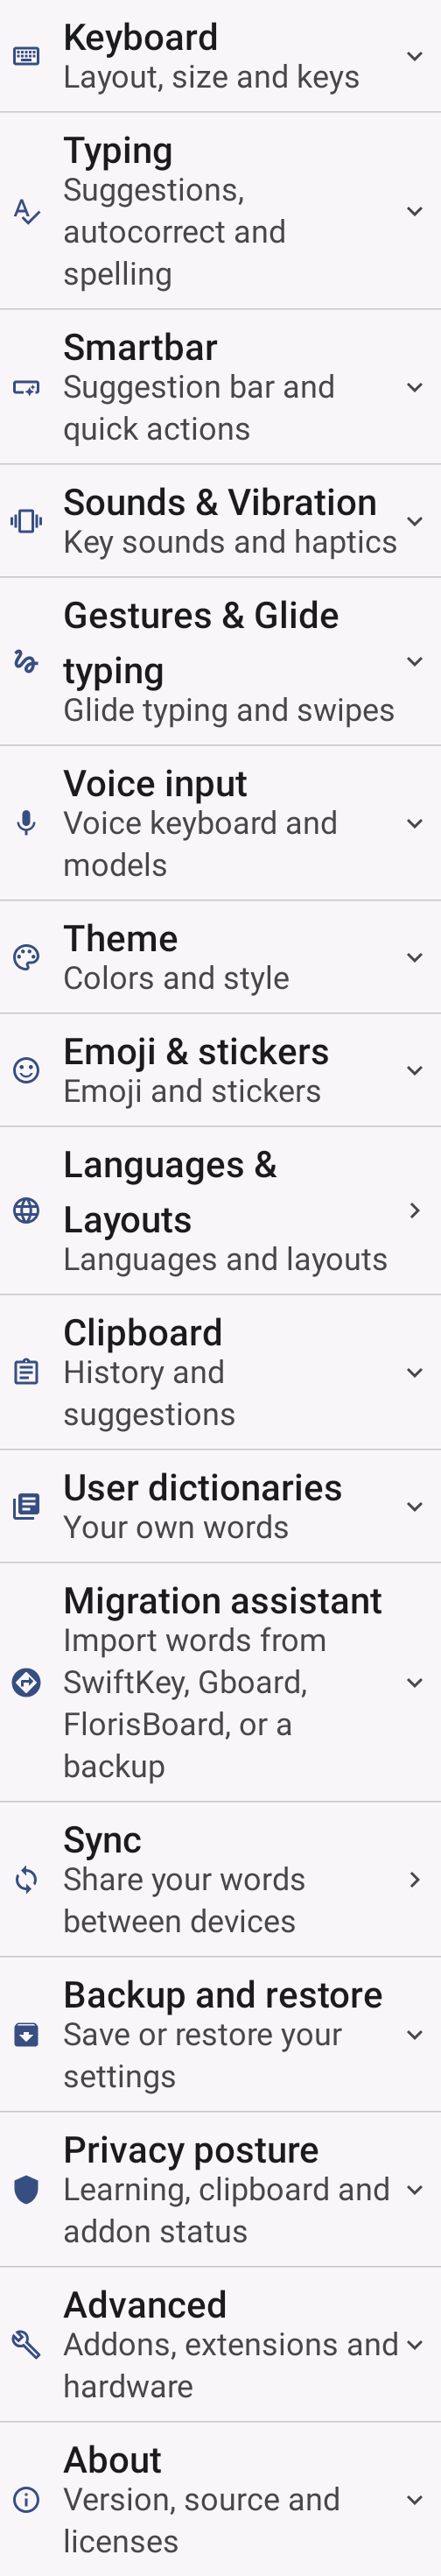 Keyboard
Layout, size and keys
Typing
Suggestions,
autocorrect and
spelling
Smartbar
Suggestion bar and
quick actions
Sounds & Vibration
Key sounds and haptics
Gestures & Glide
typing
Glide typing and swipes
Voice input
Voice keyboard and
models
Theme
Colors and style
Emoji & stickers
Emoji and stickers
Languages &
Layouts
Languages and layouts
Clipboard
History and
suggestions
User dictionaries
Your own words
Migration assistant
Import words from
SwiftKey, Gboard,
FlorisBoard, or a
backup
Sync
Share your words
between devices
Backup and restore
Save or restore your
settings
Privacy posture
Learning, clipboard and
addon status
Advanced
Addons, extensions and
hardware
About
Version, source and
licenses